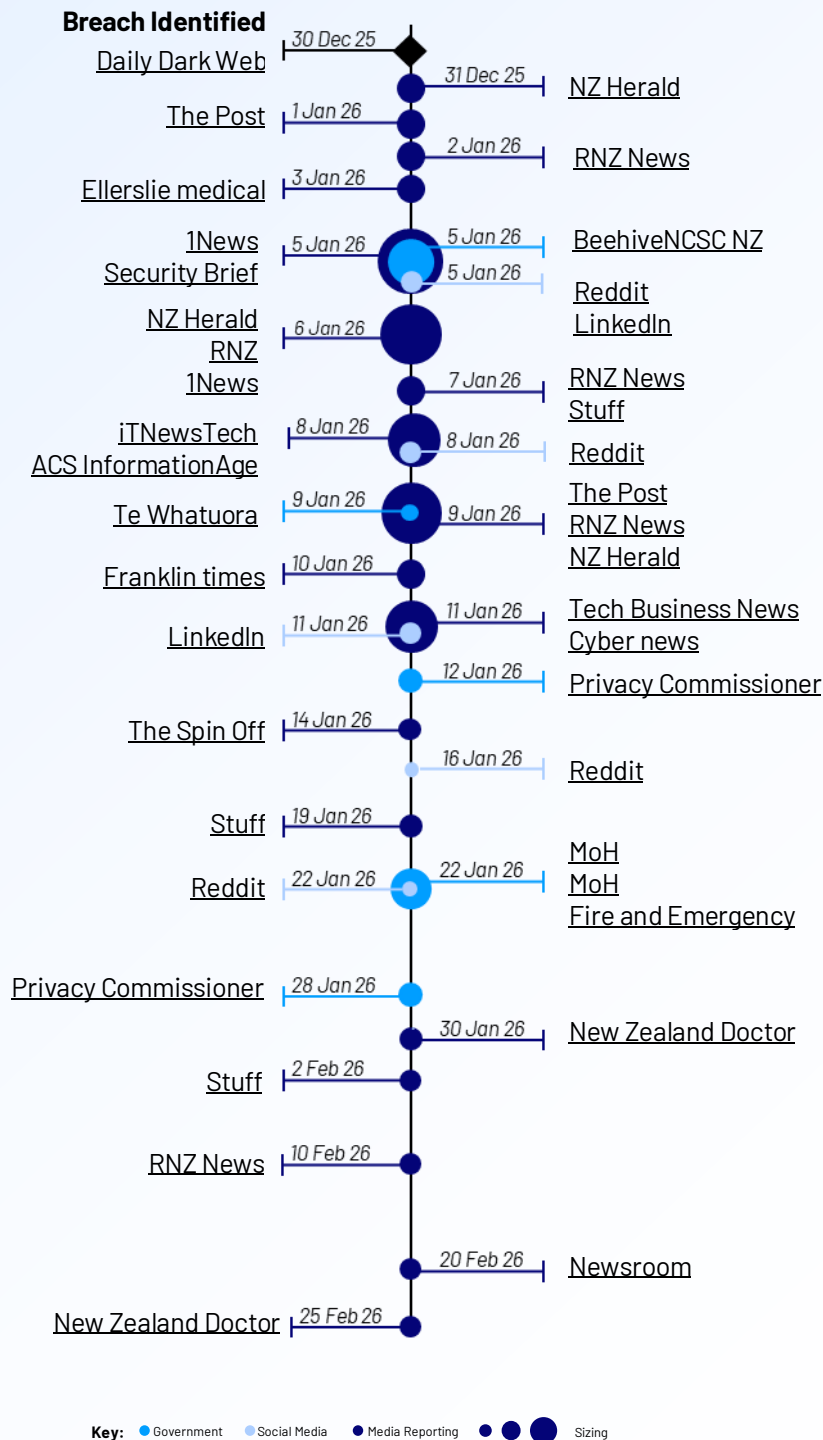 Breach Identified
30 Dec 25
Daily Dark Web
31 Dec 25
NZ Herald
1 Jan 26
The Post
2 Jan 26
RNZ News
3 Jan 26
Ellerslie medical
1News
Security Brief
5 Jan 26
5 Jan 26
BeehiveNCSC NZ
5 Jan 26
Reddit
LinkedIn
NZ Herald
RNZ
1News
6 Jan 26
7 Jan 26
RNZ News
Stuff
iTNewsTech
ACS InformationAge
8 Jan 26
8 Jan 26
Reddit
Te Whatuora
9 Jan 26
9 Jan 26
The Post
RNZ News
NZ Herald
10 Jan 26
Franklin times
11 Jan 26
Tech Business News
Cyber news
11 Jan 26
LinkedIn
12 Jan 26
Privacy Commissioner
14 Jan 26
The Spin Off
16 Jan 26
Reddit
19 Jan 26
Stuff
22 Jan 26
Reddit
22 Jan 26
MoH
MoH
Fire and Emergency
28 Jan 26
Privacy Commissioner
30 Jan 26
New Zealand Doctor
2 Feb 26
Stuff
10 Feb 26
RNZ News
20 Feb 26
Newsroom
25 Feb 26
New Zealand Doctor
Key: Government Social Media Media Reporting Sizing